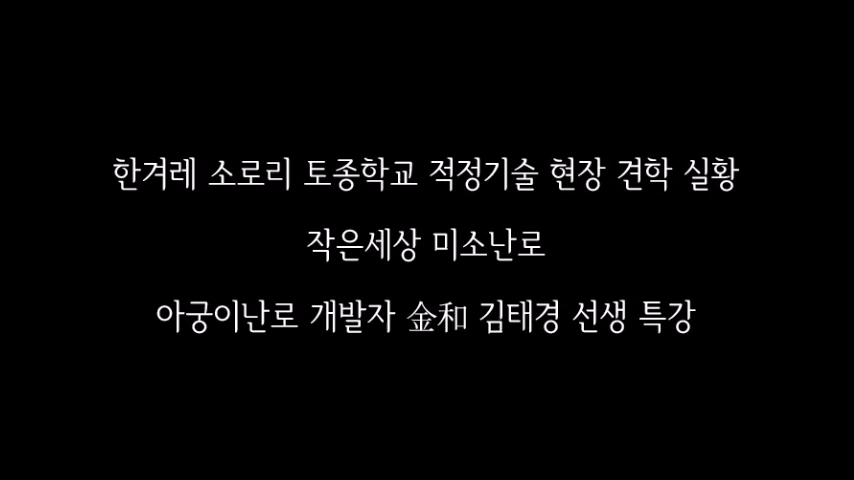 한겨레 소로리 토종학교 적정기술 현장 견학 실황
작은세상 미소난로
아궁이난로 개발자 金和 김태경 선생 특강